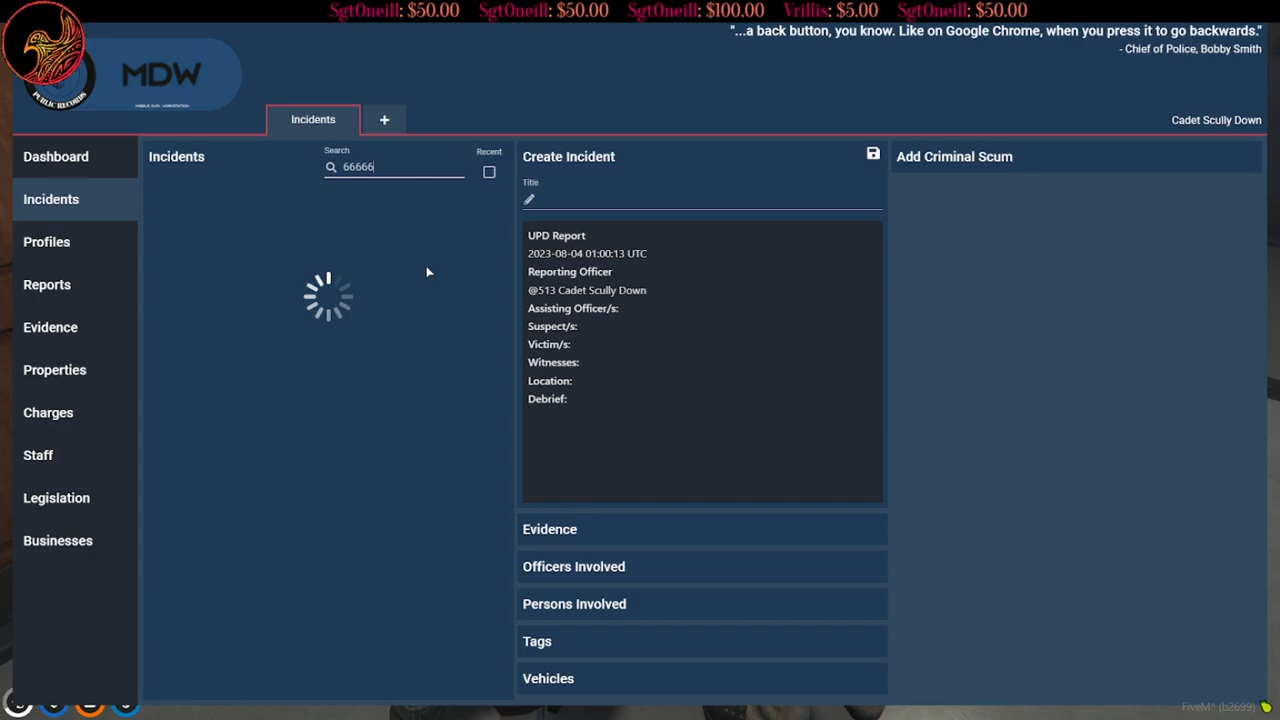 SgtOneill: $50.00 SgtOneill: $50.00 SgtOneill: $100.00 Vrillis: $5.00 SgtOneill: $50.00
"...a back button, you know. Like on Google Chrome, when you press it to go backwards."
- Chief of Police, Bobby Smith
PUBLIC RECORDS
MDW
MOBILE DATA WORKSTATION
Incidents
+
Cadet Scully Down
Dashboard
Incidents
Profiles
Reports
Evidence
Properties
Charges
Staff
Legislation
Businesses
Incidents
Search
66666
Recent
Create Incident
Title
UPD Report
2023-08-04 01:00:13 UTC
Reporting Officer
@513 Cadet Scully Down
Assisting Officer/s:
Suspect/s:
Victim/s:
Witnesses:
Location:
Debrief:
Evidence
Officers Involved
Persons Involved
Tags
Vehicles
Add Criminal Scum
FiveM* (b2699)